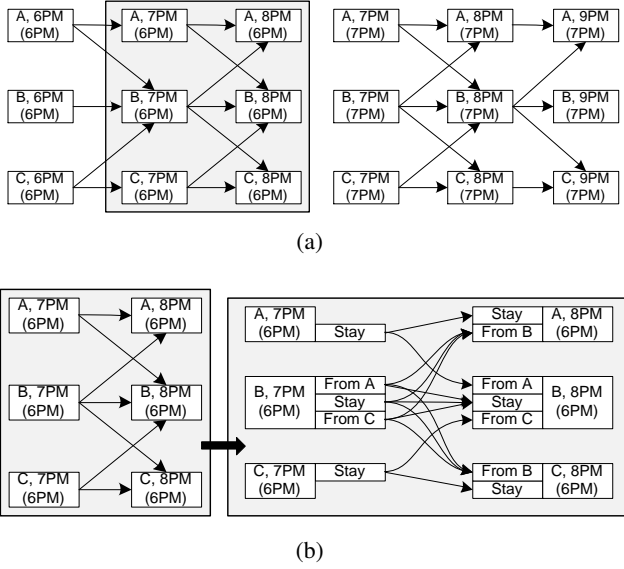 A, 6PM
(6PM)
A, 7PM
(6PM)
A, 8PM
(6PM)
A, 7PM
(7PM)
A, 8PM
(7PM)
A, 9PM
(7PM)
B, 6PM
(6PM)
B, 7PM
(6PM)
B, 8PM
(6PM)
B, 7PM
(7PM)
B, 8PM
(7PM)
B, 9PM
(7PM)
C, 6PM
(6PM)
C, 7PM
(6PM)
C, 8PM
(6PM)
C, 7PM
(7PM)
C, 8PM
(7PM)
C, 9PM
(7PM)
(a)
A, 7PM
(6PM)
A, 8PM
(6PM)
B, 7PM
(6PM)
B, 8PM
(6PM)
C, 7PM
(6PM)
C, 8PM
(6PM)
A, 7PM
(6PM)
Stay
Stay
From B
A, 8PM
(6PM)
B, 7PM
(6PM)
From A
Stay
From C
From A
Stay
From C
B, 8PM
(6PM)
C, 7PM
(6PM)
Stay
From B
Stay
C, 8PM
(6PM)
(b)